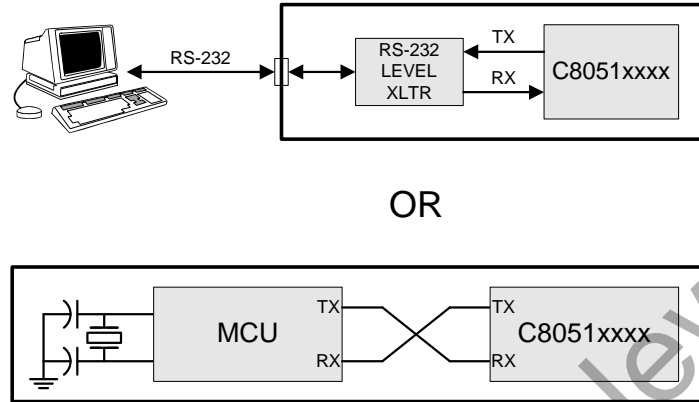 RS-232
RS-232
LEVEL
XLTR
TX
RX
C8051xxxx
OR
MCU
TX
RX
TX
RX
C8051xxxx